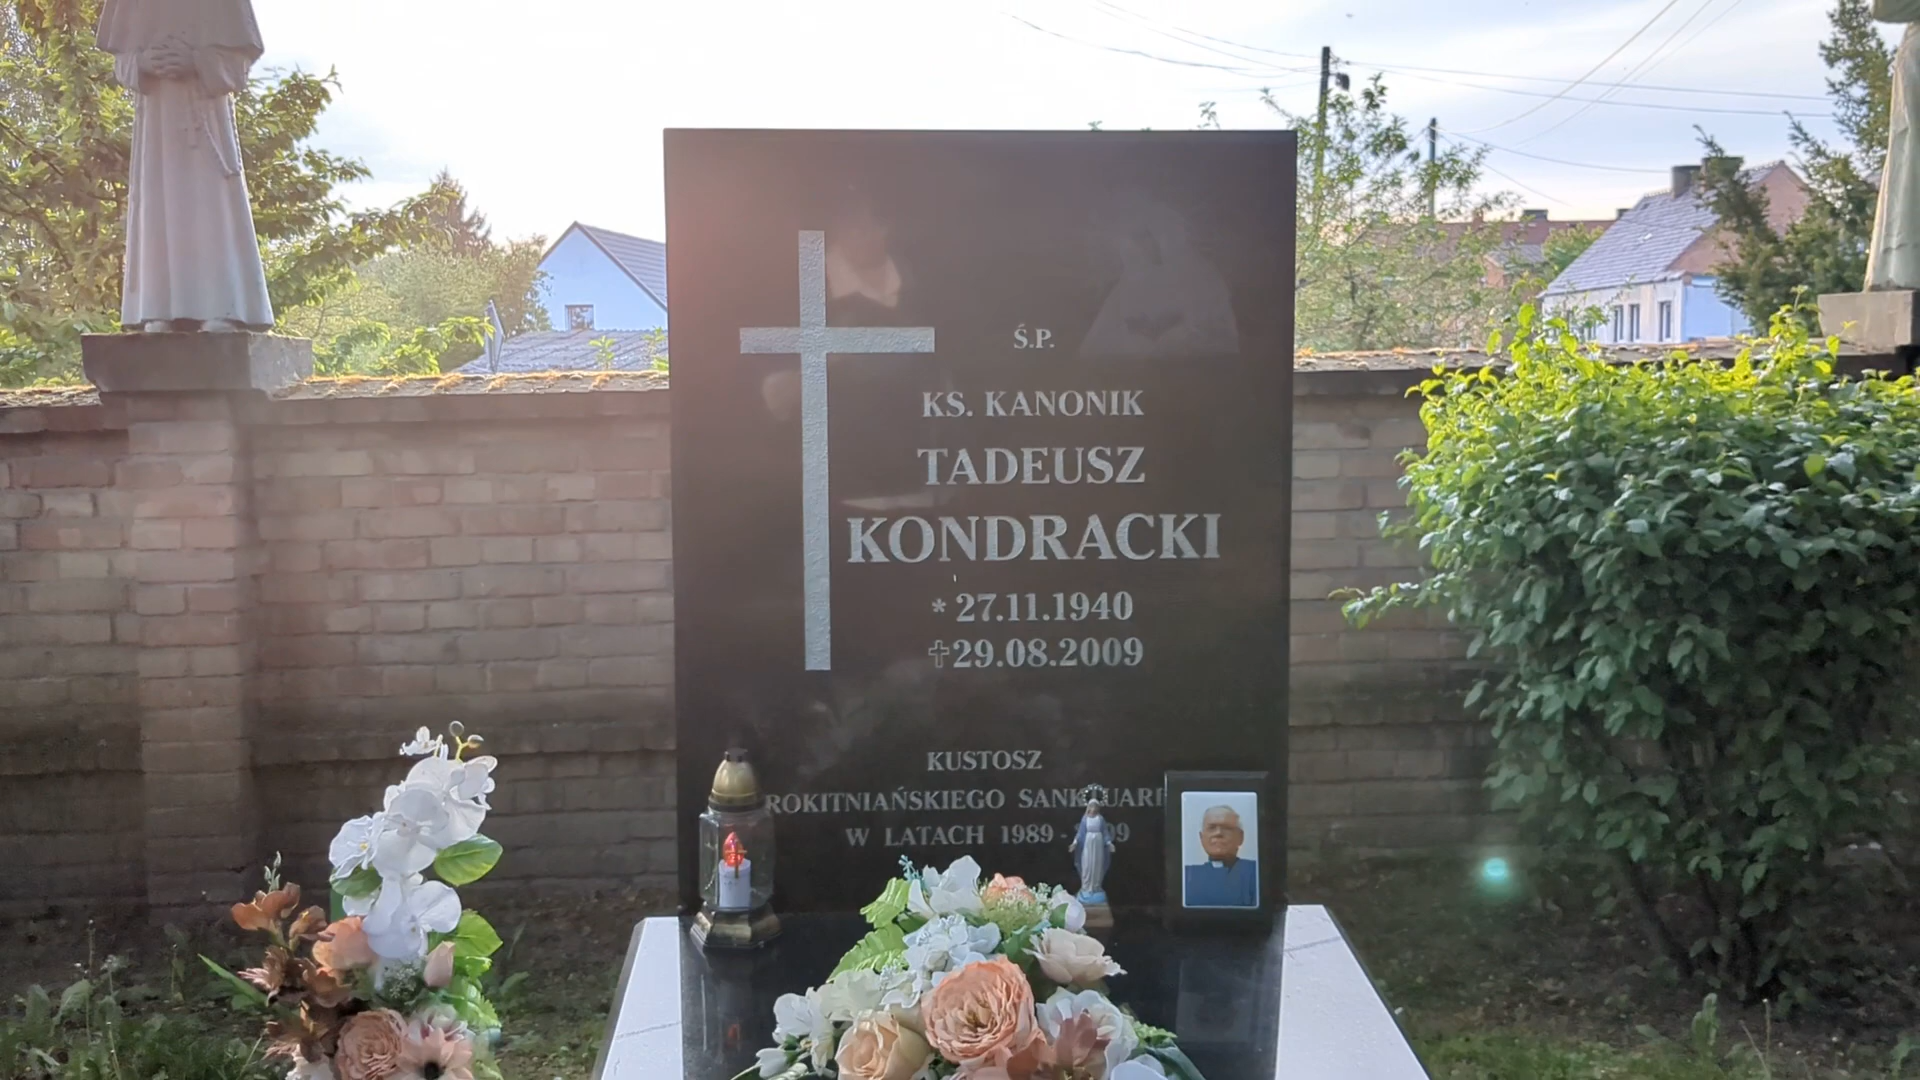 Ś.P.
KS. KANONIK
TADEUSZ
KONDRACKI
* 27.11.1940
✝29.08.2009
KUSTOSZ
ROKITNIAŃSKIEGO
W LATACH 1989 -